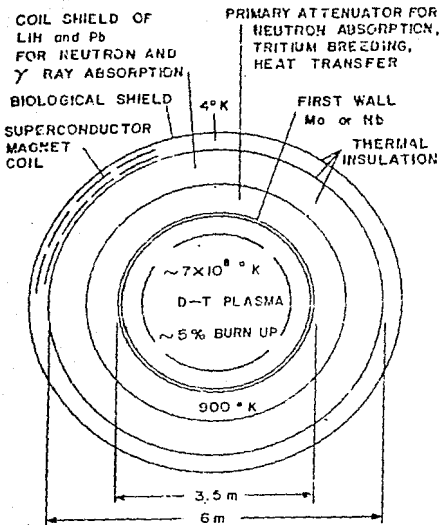 COIL SHIELD OF
LiH and Pb
FOR NEUTRON AND
γ RAY ABSORPTION
BIOLOGICAL SHIELD
SUPERCONDUCTOR
MAGNET
COIL
4°K
PRIMARY ATTENUATOR FOR
NEUTRON ABSORPTION,
TRITIUM BREEDING,
HEAT TRANSFER
FIRST WALL
Mo or Nb
THERMAL
INSULATION
~7×10⁸ °K
D-T PLASMA
~5% BURN UP
900°K
3.5 m
6 m